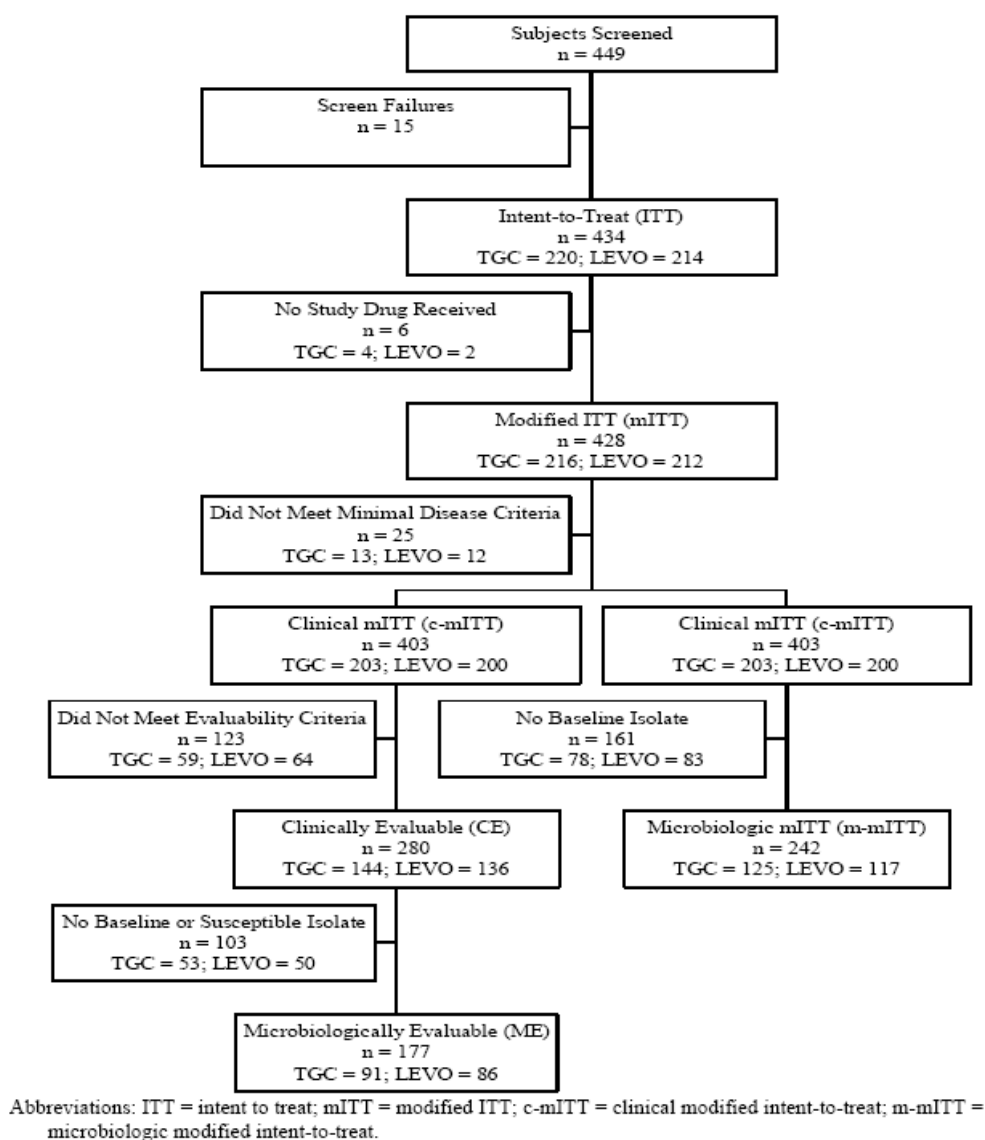 Subjects Screened
n = 449
Screen Failures
n = 15
Intent-to-Treat (ITT)
n = 434
TGC = 220; LEVO = 214
No Study Drug Received
n = 6
TGC = 4; LEVO = 2
Modified ITT (mITT)
n = 428
TGC = 216; LEVO = 212
Did Not Meet Minimal Disease Criteria
n = 25
TGC = 13; LEVO = 12
Clinical mITT (c-mITT)
n = 403
TGC = 203; LEVO = 200
Clinical mITT (c-mITT)
n = 403
TGC = 203; LEVO = 200
Did Not Meet Evaluability Criteria
n = 123
TGC = 59; LEVO = 64
No Baseline Isolate
n = 161
TGC = 78; LEVO = 83
Clinically Evaluable (CE)
n = 280
TGC = 144; LEVO = 136
Microbiologic mITT (m-mITT)
n = 242
TGC = 125; LEVO = 117
No Baseline or Susceptible Isolate
n = 103
TGC = 53; LEVO = 50
Microbiologically Evaluable (ME)
n = 177
TGC = 91; LEVO = 86
Abbreviations: ITT = intent to treat; mITT = modified ITT; c-mITT = clinical modified intent-to-treat; m-mITT =
microbiologic modified intent-to-treat.